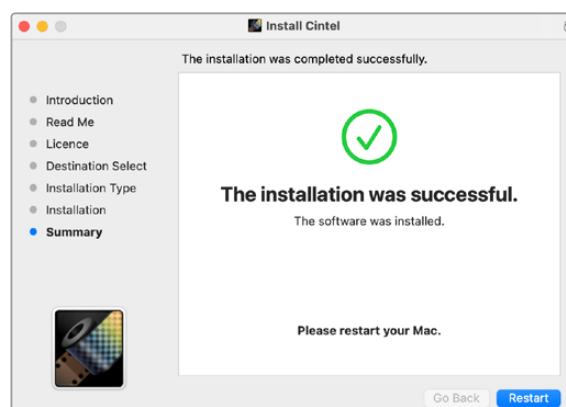 Install Cintel
The installation was completed successfully.
Introduction
Read Me
Licence
Destination Select
Installation Type
Installation
Summary
The installation was successful.
The software was installed.
Please restart your Mac.
Go Back
Restart